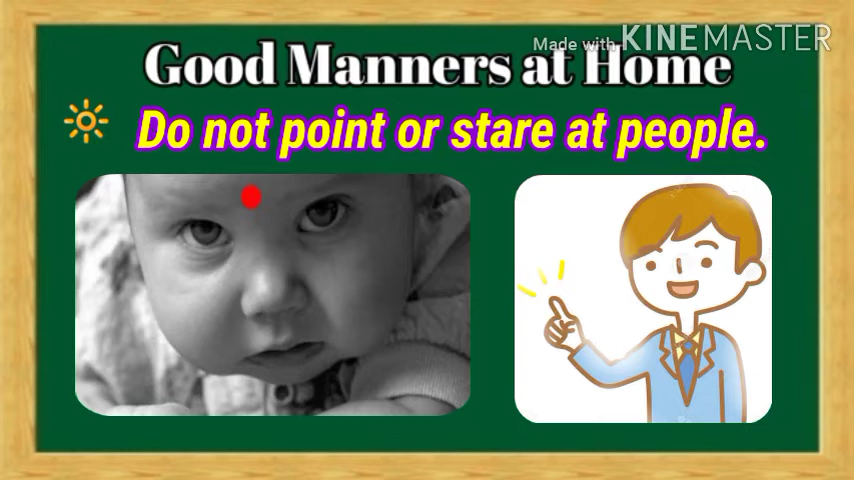 Made with KINEMASTER
Good Manners at Home
Do not point or stare at people.